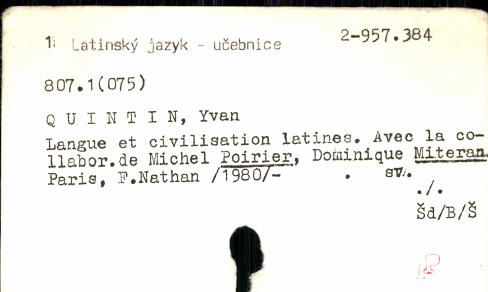 1. Latinský jazyk - učebnice 2-957.384
807.1(075)
Q U I N T I N, Yvan
Langue et civilisation latines. Avec la co-
llabor.de Michel Poirier, Dominique Miteran.
Paris, F.Nathan /1980/- . sv.
./.
Šd/B/Š